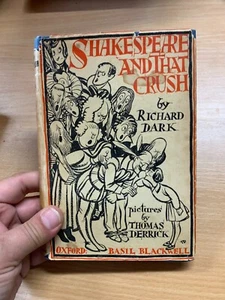 SHAKESPEARE
AND THAT
CRUSH
by
RICHARD
DARK
pictures
by
THOMAS
DERRICK
OXFORD. BASIL BLACKWELL